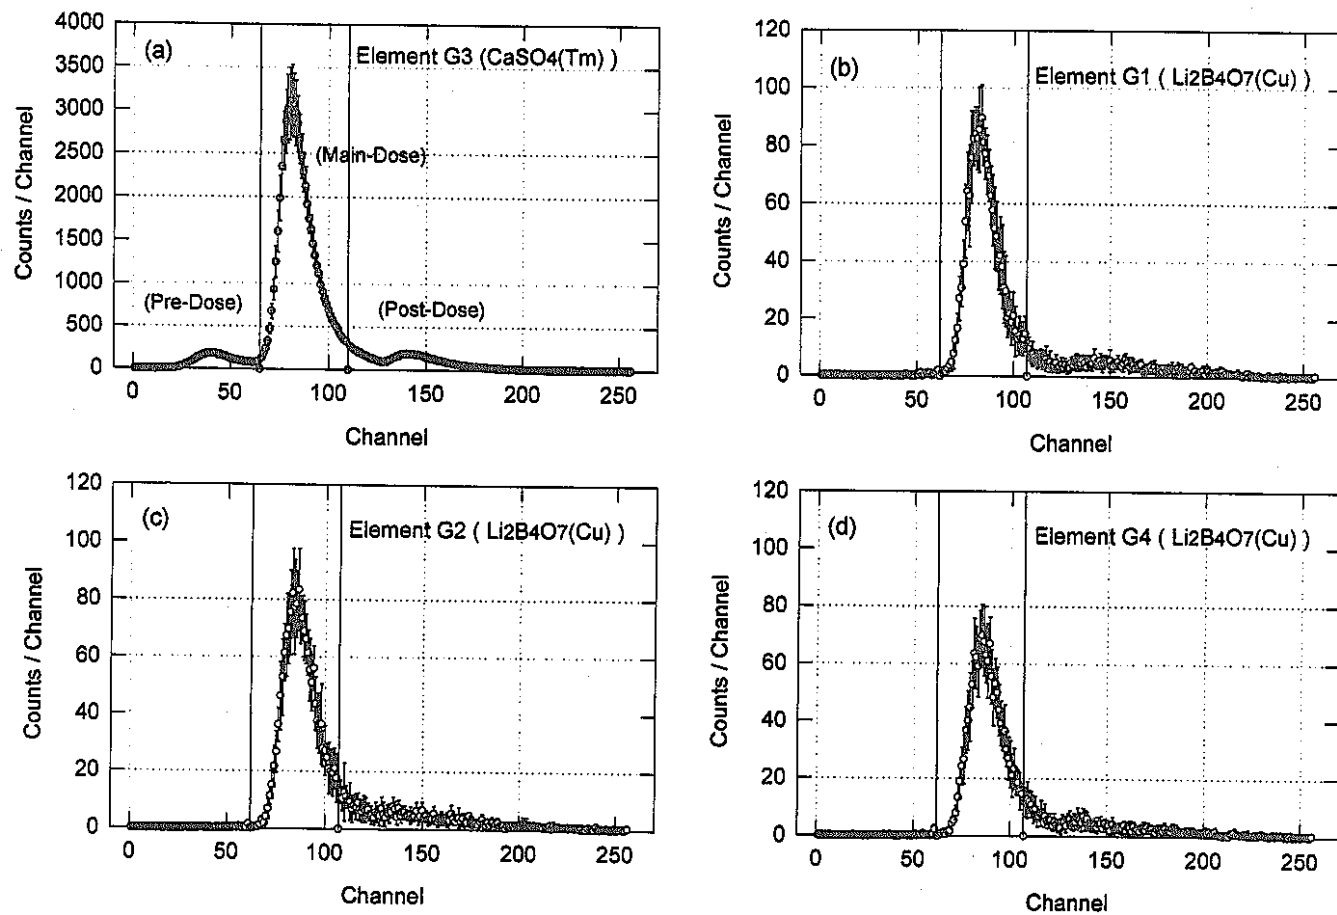 (a)
Element G3 (CaSO4(Tm) )
(Main-Dose)
(Pre-Dose)
(Post-Dose)
Counts / Channel
4000
3500
3000
2500
2000
1500
1000
500
0
0 50 100 150 200 250
Channel
(b)
Element G1 ( Li2B4O7(Cu) )
Counts / Channel
120
100
80
60
40
20
0
0 50 100 150 200 250
Channel
(c)
Element G2 ( Li2B4O7(Cu) )
Counts / Channel
120
100
80
60
40
20
0
0 50 100 150 200 250
Channel
(d)
Element G4 ( Li2B4O7(Cu) )
Counts / Channel
120
100
80
60
40
20
0
0 50 100 150 200 250
Channel